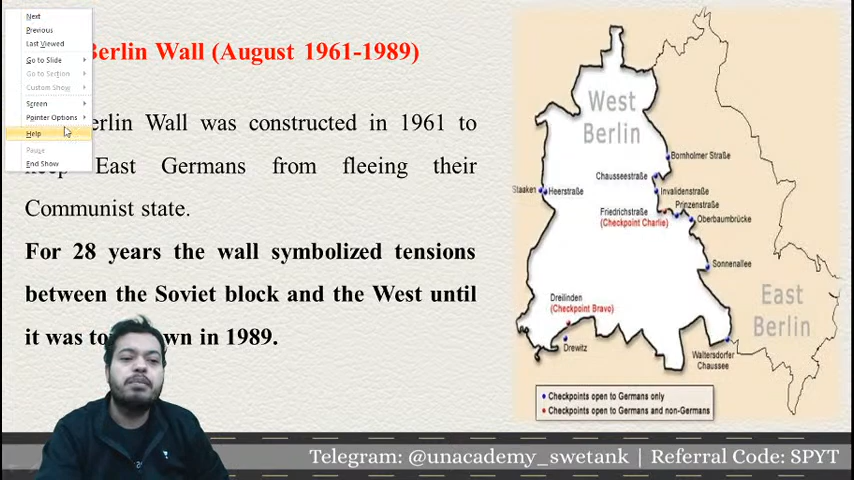 Next
Previous
Last Viewed
Go to Slide
Go to Section
Custom Show
Screen
Pointer Options
Help
Pause
End Show
Berlin Wall (August 1961-1989)
erlin Wall was constructed in 1961 to
keep East Germans from fleeing their
Communist state.
For 28 years the wall symbolized tensions
between the Soviet block and the West until
it was to wn in 1989.
West
Berlin
Bornholmer Straße
Chausseestraße
Invalidenstraße
Prinzenstraße
Friedrichstraße
(Checkpoint Charlie)
Oberbaumbrücke
Staaken
Heerstraße
Sonnenallee
Dreilinden
(Checkpoint Bravo)
Drewitz
East
Berlin
Waltersdorfer
Chaussee
Checkpoints open to Germans only
Checkpoints open to Germans and non-Germans
Telegram: @unacademy_swetank | Referral Code: SPYT